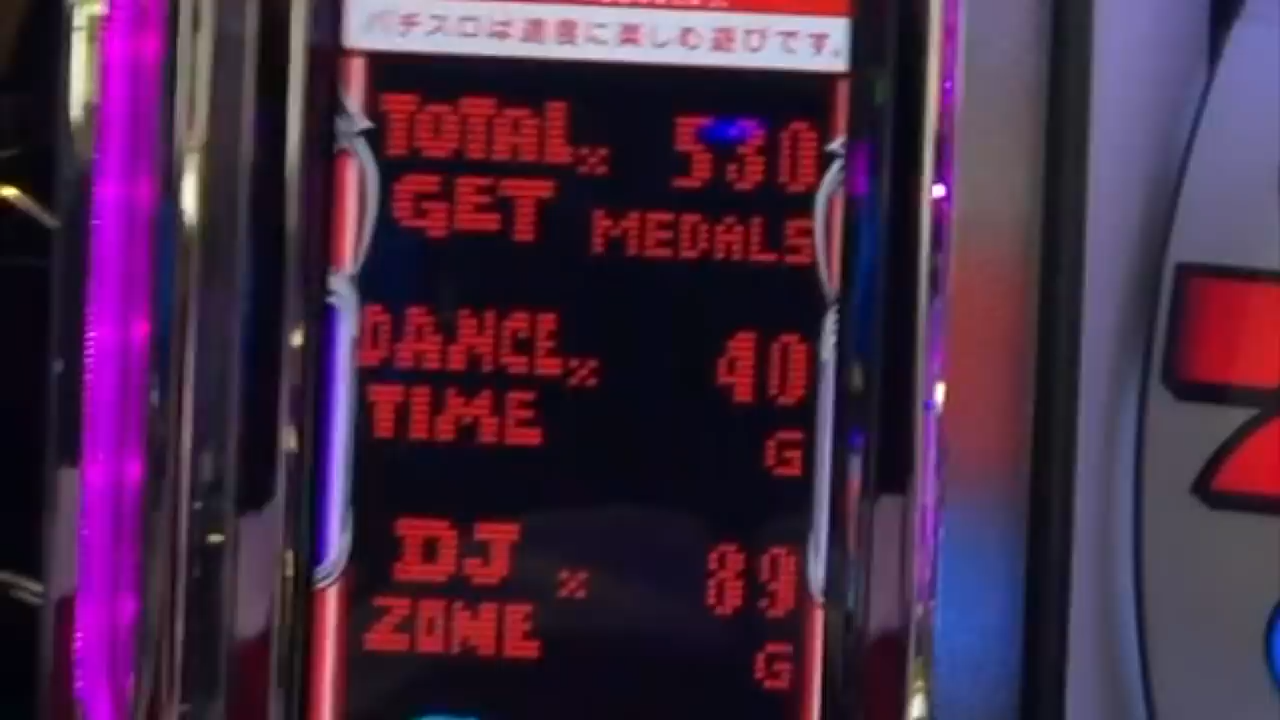 パチスロは適度に楽しむ遊びです。
TOTAL 530
GET MEDALS
DANCE 40
TIME G
DJ 89
ZONE G